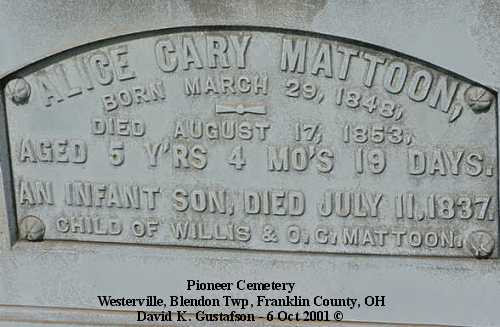 ALICE CARY MATTOON,
BORN MARCH 29, 1848,
DIED AUGUST 17, 1853,
AGED 5 Y'RS 4 MO'S 19 DAYS.
AN INFANT SON, DIED JULY 11, 1837.
CHILD OF WILLIS & O.C. MATTOON.
Pioneer Cemetery
Westerville, Blendon Twp, Franklin County, OH
David K. Gustafson - 6 Oct 2001 ©